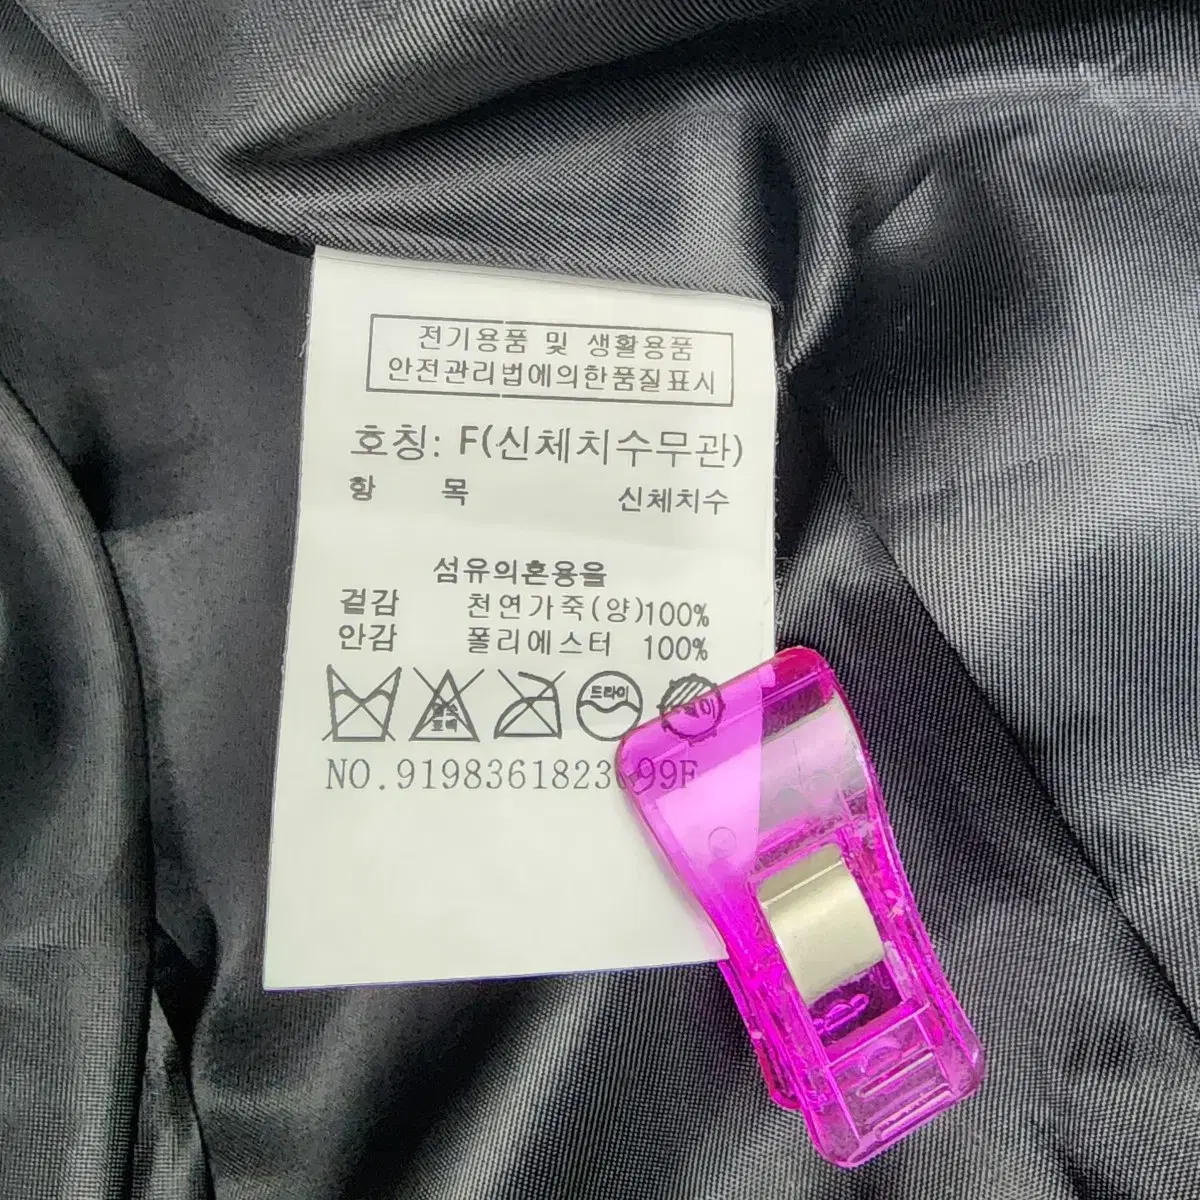 전기용품 및 생활용품
안전관리법에의한품질표시
호칭: F(신체치수무관)
항 목 신체치수
섬유의혼용율
겉감 천연가죽(양)100%
안감 폴리에스터 100%
드라이
NO.9198361823 99F